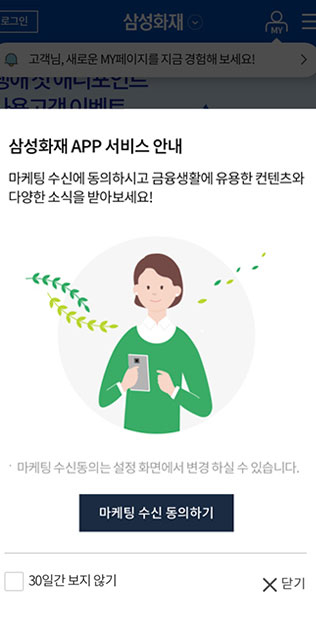 로그인
삼성화재
MY
고객님, 새로운 MY페이지를 지금 경험해 보세요!
삼성화재 APP 서비스 안내
마케팅 수신에 동의하시고 금융생활에 유용한 컨텐츠와
다양한 소식을 받아보세요!
· 마케팅 수신동의는 설정 화면에서 변경 하실 수 있습니다.
마케팅 수신 동의하기
30일간 보지 않기
닫기